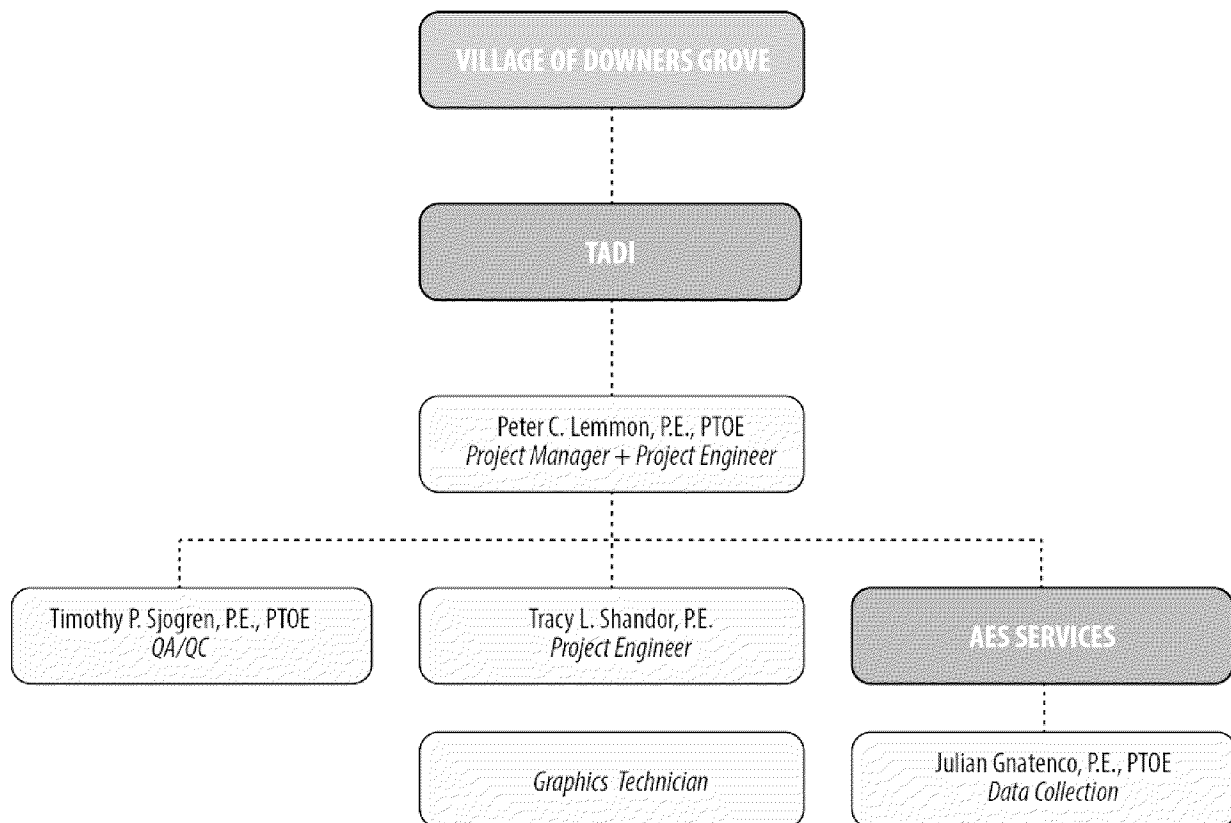 VILLAGE OF DOWNERS GROVE
TADI
Peter C. Lemmon, P.E., PTOE
Project Manager + Project Engineer
Timothy P. Sjogren, P.E., PTOE
QA/QC
Tracy L. Shandor, P.E.
Project Engineer
AES SERVICES
Graphics Technician
Julian Gnatenco, P.E., PTOE
Data Collection